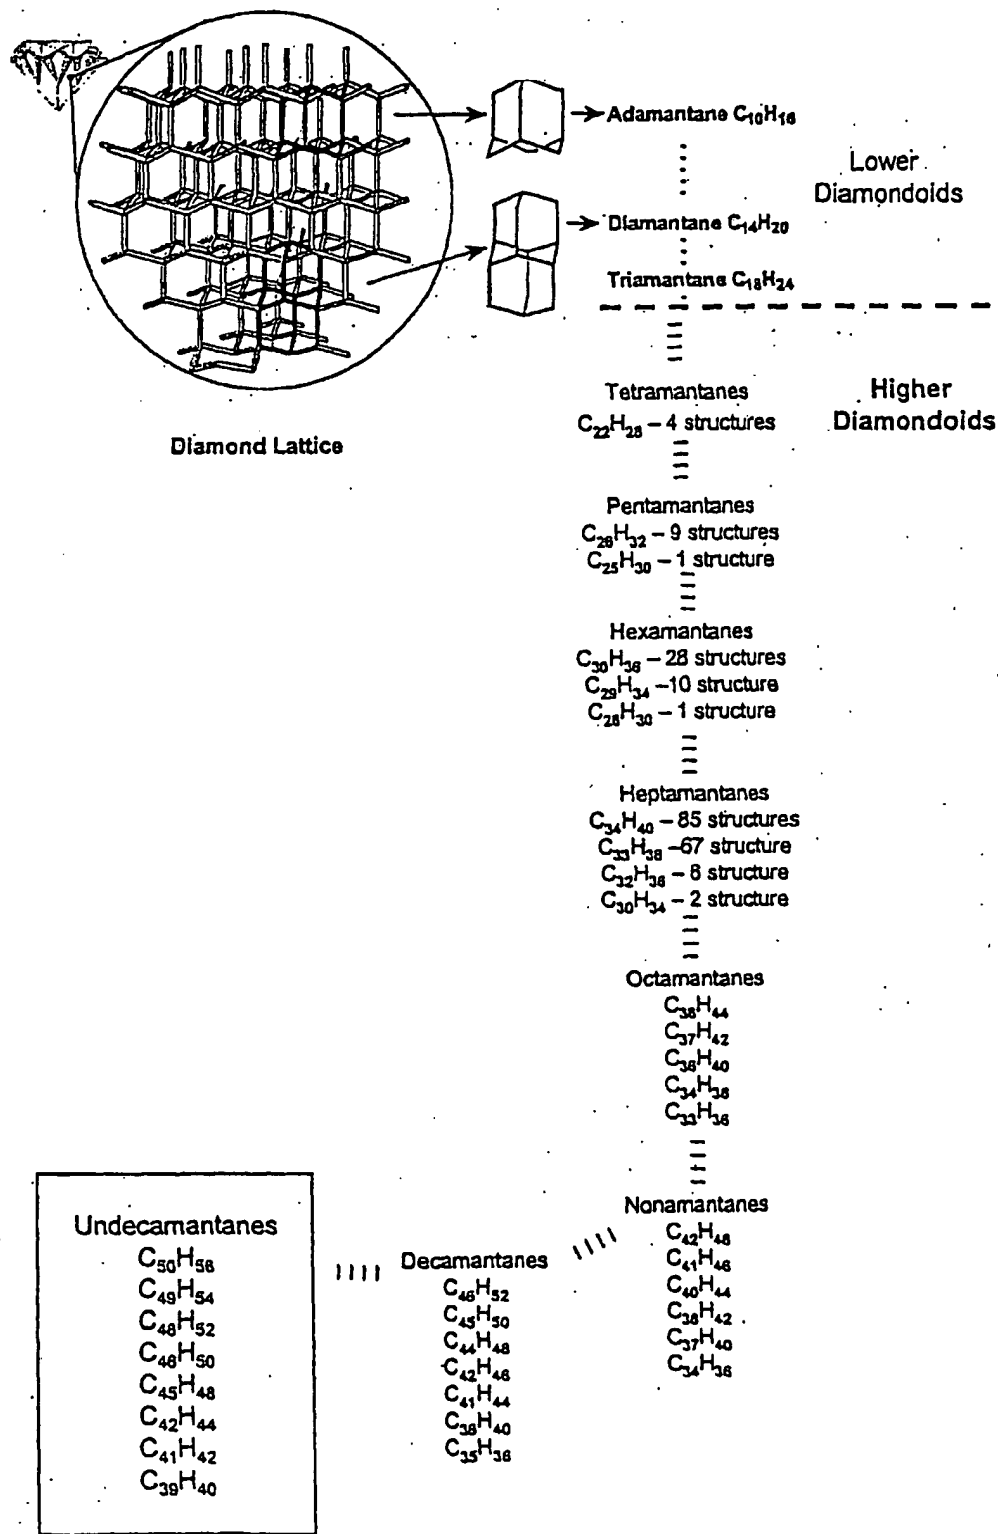 Adamantane C₁₀H₁₆
Lower
Diamondoids
Diamantane C₁₄H₂₀
Triamantane C₁₈H₂₄
Diamond Lattice
Higher
Diamondoids
Tetramantanes
C₂₂H₂₈ – 4 structures
Pentamantanes
C₂₆H₃₂ – 9 structures
C₂₅H₃₀ – 1 structure
Hexamantanes
C₃₀H₃₆ – 28 structures
C₂₉H₃₄ –10 structure
C₂₆H₃₀ – 1 structure
Heptamantanes
C₃₄H₄₀ – 85 structures
C₃₃H₃₈ –67 structure
C₃₂H₃₆ – 8 structure
C₃₀H₃₄ – 2 structure
Octamantanes
C₃₈H₄₄
C₃₇H₄₂
C₃₆H₄₀
C₃₄H₃₈
C₃₃H₃₆
Nonamantanes
C₄₂H₄₈
C₄₁H₄₆
C₄₀H₄₄
C₃₈H₄₂
C₃₇H₄₀
C₃₄H₃₆
Decamantanes
C₄₆H₅₂
C₄₅H₅₀
C₄₄H₄₈
C₄₂H₄₆
C₄₁H₄₄
C₃₈H₄₀
C₃₅H₃₆
Undecamantanes
C₅₀H₅₆
C₄₉H₅₄
C₄₈H₅₂
C₄₆H₅₀
C₄₅H₄₈
C₄₂H₄₄
C₄₁H₄₂
C₃₉H₄₀